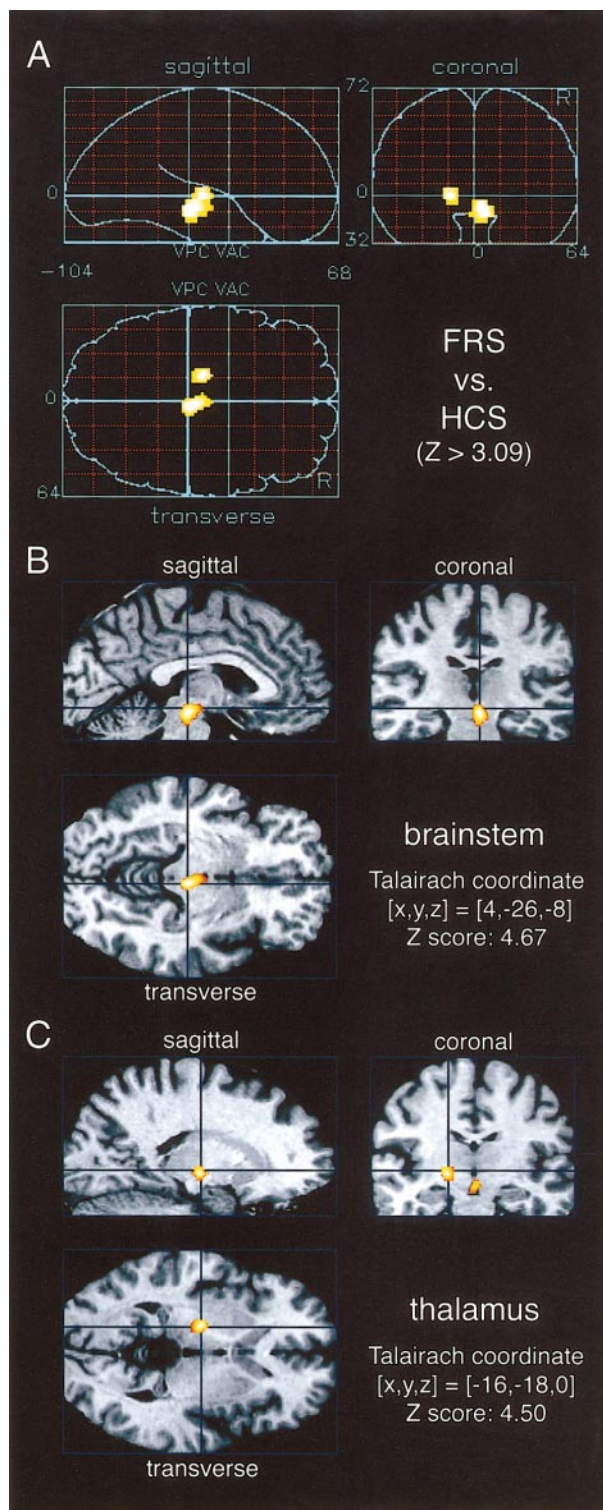 A
sagittal
coronal
72
R
0
0
32
VPC VAC
-104
68
0
64
VPC VAC
0
R
64
transverse
FRS
vs.
HCS
(Z > 3.09)
B
sagittal
coronal
brainstem
Talairach coordinate
[x,y,z] = [4,-26,-8]
Z score: 4.67
transverse
C
sagittal
coronal
thalamus
Talairach coordinate
[x,y,z] = [-16,-18,0]
Z score: 4.50
transverse